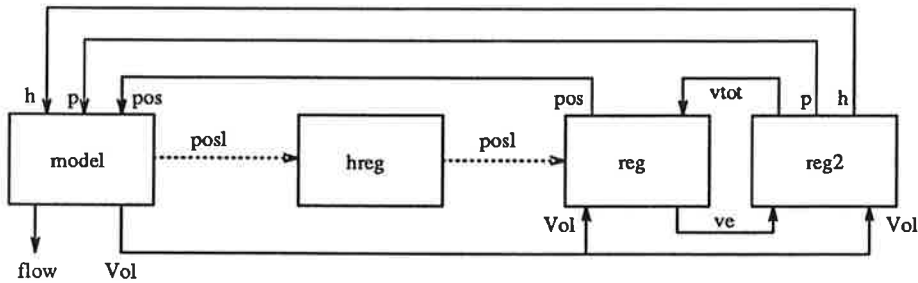 h p pos pos vtot p h
model posl hreg posl reg reg2
Vol ve Vol
flow Vol